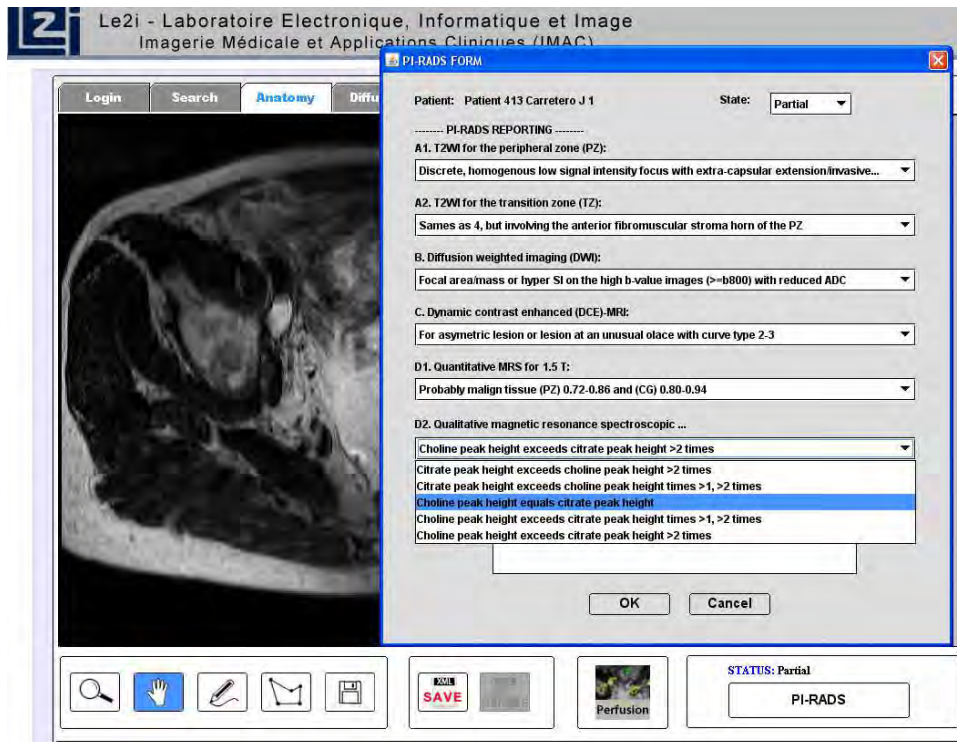 Le2i - Laboratoire Electronique, Informatique et Image
Imagerie Médicale et Applications Cliniques (IMAC)
PI-RADS FORM
Login Search Anatomy Diffu
Patient: Patient 413 Carretero J 1 State: Partial
-------- PI-RADS REPORTING --------
A1. T2WI for the peripheral zone (PZ):
Discrete, homogenous low signal intensity focus with extra-capsular extension/invasive...
A2. T2WI for the transition zone (TZ):
Sames as 4, but involving the anterior fibromuscular stroma horn of the PZ
B. Diffusion weighted imaging (DWI):
Focal area/mass or hyper SI on the high b-value images (>=b800) with reduced ADC
C. Dynamic contrast enhanced (DCE)-MRI:
For asymetric lesion or lesion at an unusual olace with curve type 2-3
D1. Quantitative MRS for 1.5 T:
Probably malign tissue (PZ) 0.72-0.86 and (CG) 0.80-0.94
D2. Qualitative magnetic resonance spectroscopic ...
Choline peak height exceeds citrate peak height >2 times
Citrate peak height exceeds choline peak height >2 times
Citrate peak height exceeds choline peak height times >1, >2 times
Choline peak height equals citrate peak height
Choline peak height exceeds citrate peak height times >1, >2 times
Choline peak height exceeds citrate peak height >2 times
OK Cancel
XML
SAVE
Perfusion
STATUS: Partial
PI-RADS